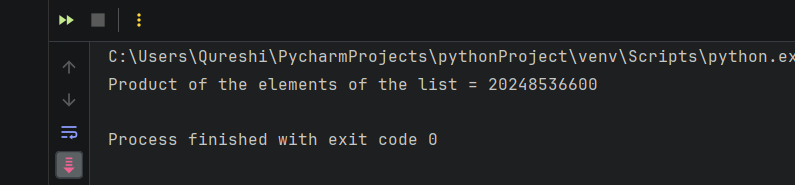 C:\Users\Qureshi\PycharmProjects\pythonProject\venv\Scripts\python.ex
Product of the elements of the list = 20248536600
Process finished with exit code 0